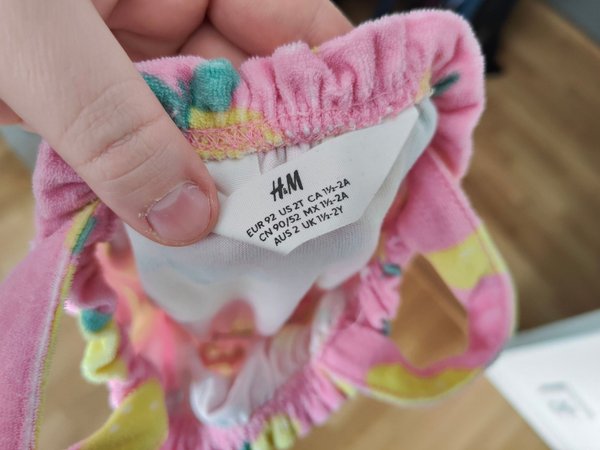 H&M
EUR 92 US 2T CA 1½-2A
CN 90/52 MX 1½-2A
AUS 2 UK 1½-2Y